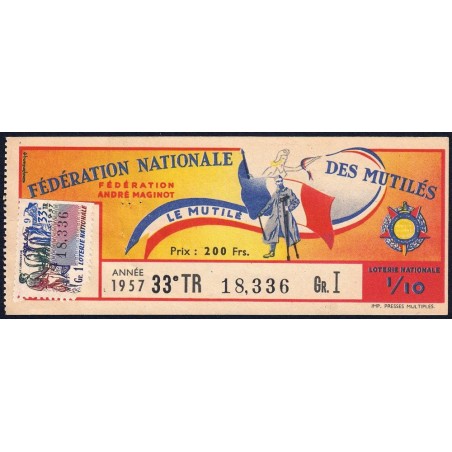 FÉDÉRATION NATIONALE DES MUTILÉS
FÉDÉRATION
ANDRÉ MAGINOT
LE MUTILÉ
Prix : 200 Frs.
18,336
Gr. 1 LOTERIE NATIONALE
ANNÉE
1957 33e TR 18,336 GR. I
LOTERIE NATIONALE
1/10
IMP. PRESSES MULTIPLES.